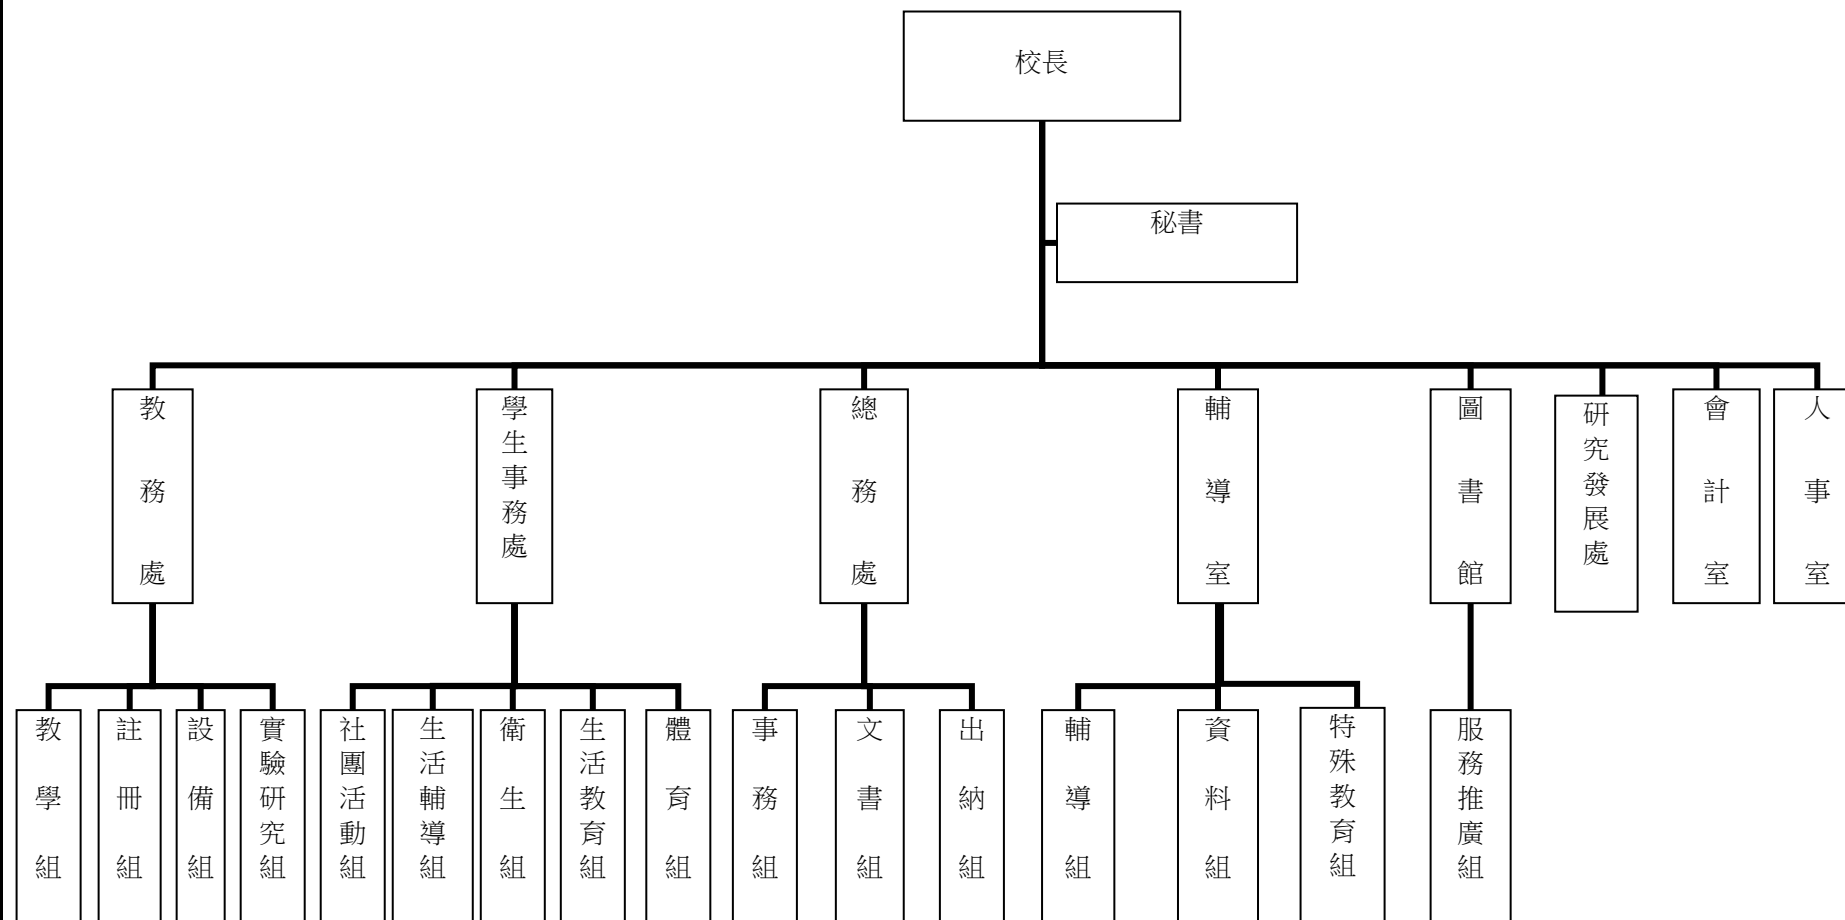 校長
秘書
教務處
學生事務處
總務處
輔導室
圖書館
研究發展處
會計室
人事室
教學組
註冊組
設備組
實驗研究組
社團活動組
生活輔導組
衛生組
生活教育組
體育組
事務組
文書組
出納組
輔導組
資料組
特殊教育組
服務推廣組